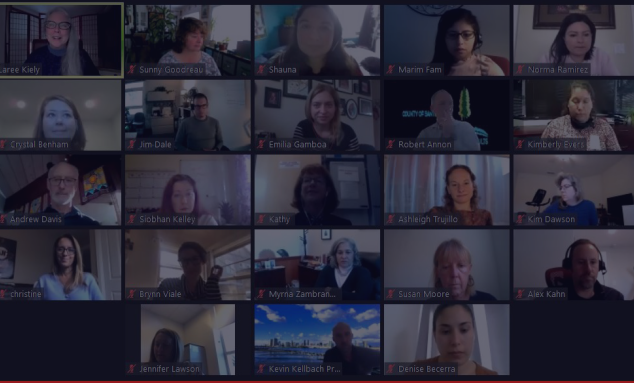 Laree Kiely
Sunny Goodreau
Shauna
Marim Fam
Norma Ramirez
Crystal Benham
Jim Dale
Emilia Gamboa
Robert Annon
Kimberly Evers
Andrew Davis
Siobhan Kelley
Kathy
Ashleigh Trujillo
Kim Dawson
christine
Brynn Viale
Myrna Zambran...
Susan Moore
Alex Kahn
Jennifer Lawson
Kevin Kellbach Pr...
Denise Becerra